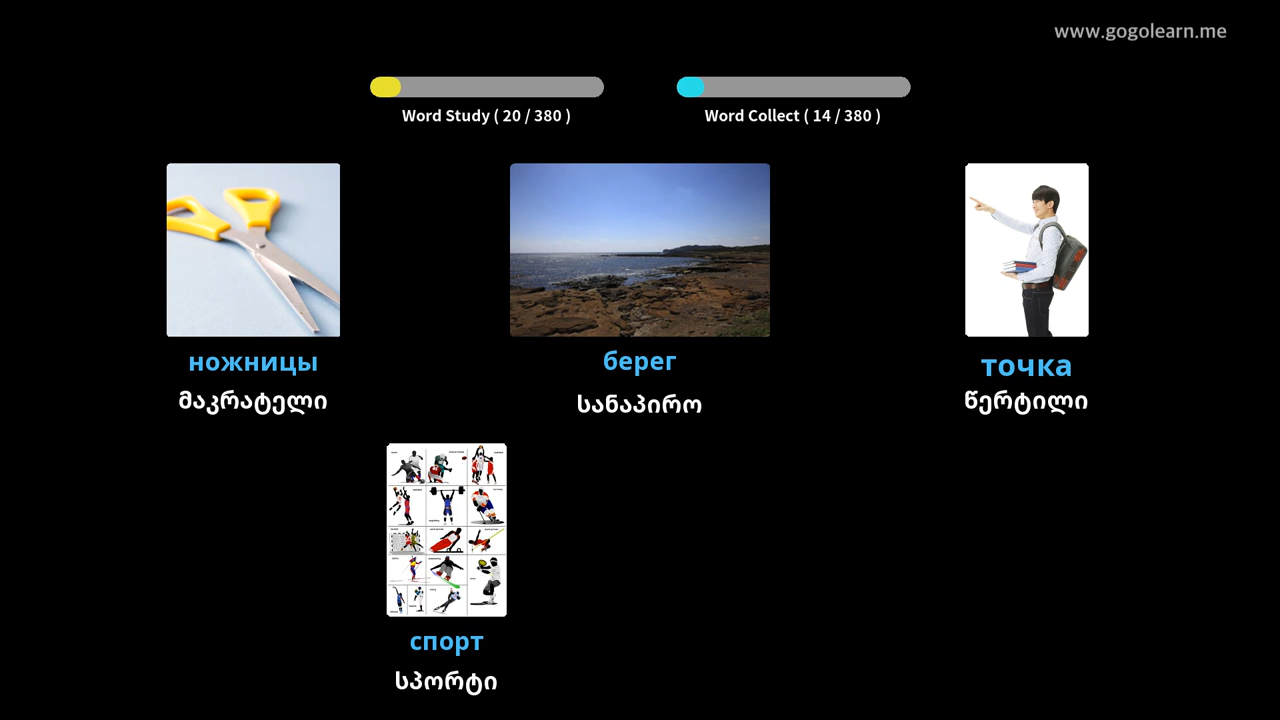 www.gogolearn.me
Word Study ( 20 / 380 )
Word Collect ( 14 / 380 )
ножницы
მაკრატელი
берег
სანაპირო
точка
წერტილი
спорт
სპორტი